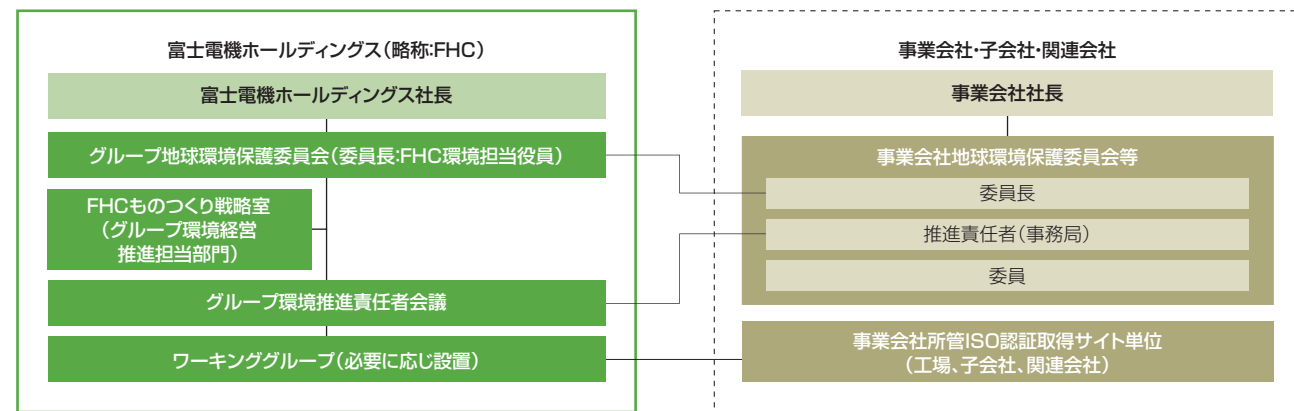 富士電機ホールディングス(略称:FHC)
富士電機ホールディングス社長
グループ地球環境保護委員会(委員長:FHC環境担当役員)
FHCものつくり戦略室
(グループ環境経営
推進担当部門)
グループ環境推進責任者会議
ワーキンググループ(必要に応じ設置)
事業会社・子会社・関連会社
事業会社社長
事業会社地球環境保護委員会等
委員長
推進責任者(事務局)
委員
事業会社所管ISO認証取得サイト単位
(工場、子会社、関連会社)